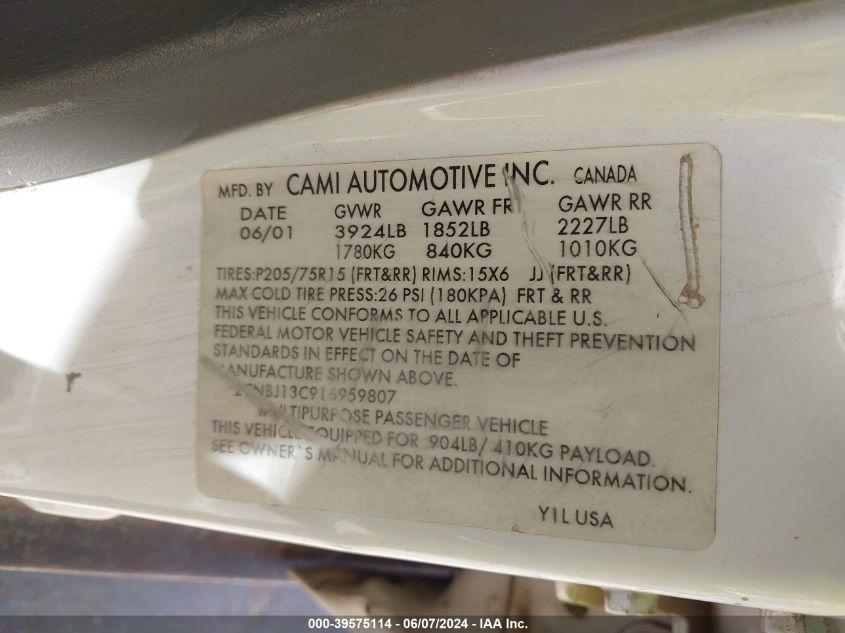 MFD. BY CAMI AUTOMOTIVE INC. CANADA
DATE GVWR GAWR FR GAWR RR
06/01 3924LB 1852LB 2227LB
1780KG 840KG 1010KG
TIRES:P205/75R15 (FRT&RR) RIMS:15X6 JJ (FRT&RR)
MAX COLD TIRE PRESS:26 PSI (180KPA) FRT & RR
THIS VEHICLE CONFORMS TO ALL APPLICABLE U.S.
FEDERAL MOTOR VEHICLE SAFETY AND THEFT PREVENTION
STANDARDS IN EFFECT ON THE DATE OF
MANUFACTURE SHOWN ABOVE.
2CNBJ13C916959807
MULTIPURPOSE PASSENGER VEHICLE
THIS VEHICLE EQUIPPED FOR 904LB/ 410KG PAYLOAD.
SEE OWNER'S MANUAL FOR ADDITIONAL INFORMATION.
YIL USA
000-39575114 - 06/07/2024 - IAA Inc.